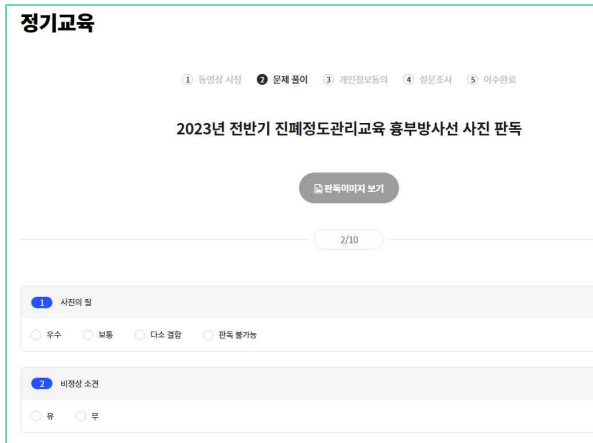 정기교육
1 동영상 시청 2 문제 풀이 3 개인정보동의 4 설문조사 5 이수완료
2023년 전반기 진폐정도관리교육 흉부방사선 사진 판독
판독이미지 보기
2/10
1 사진의 질
우수 보통 다소 결함 판독 불가능
2 비정상 소견
유 무